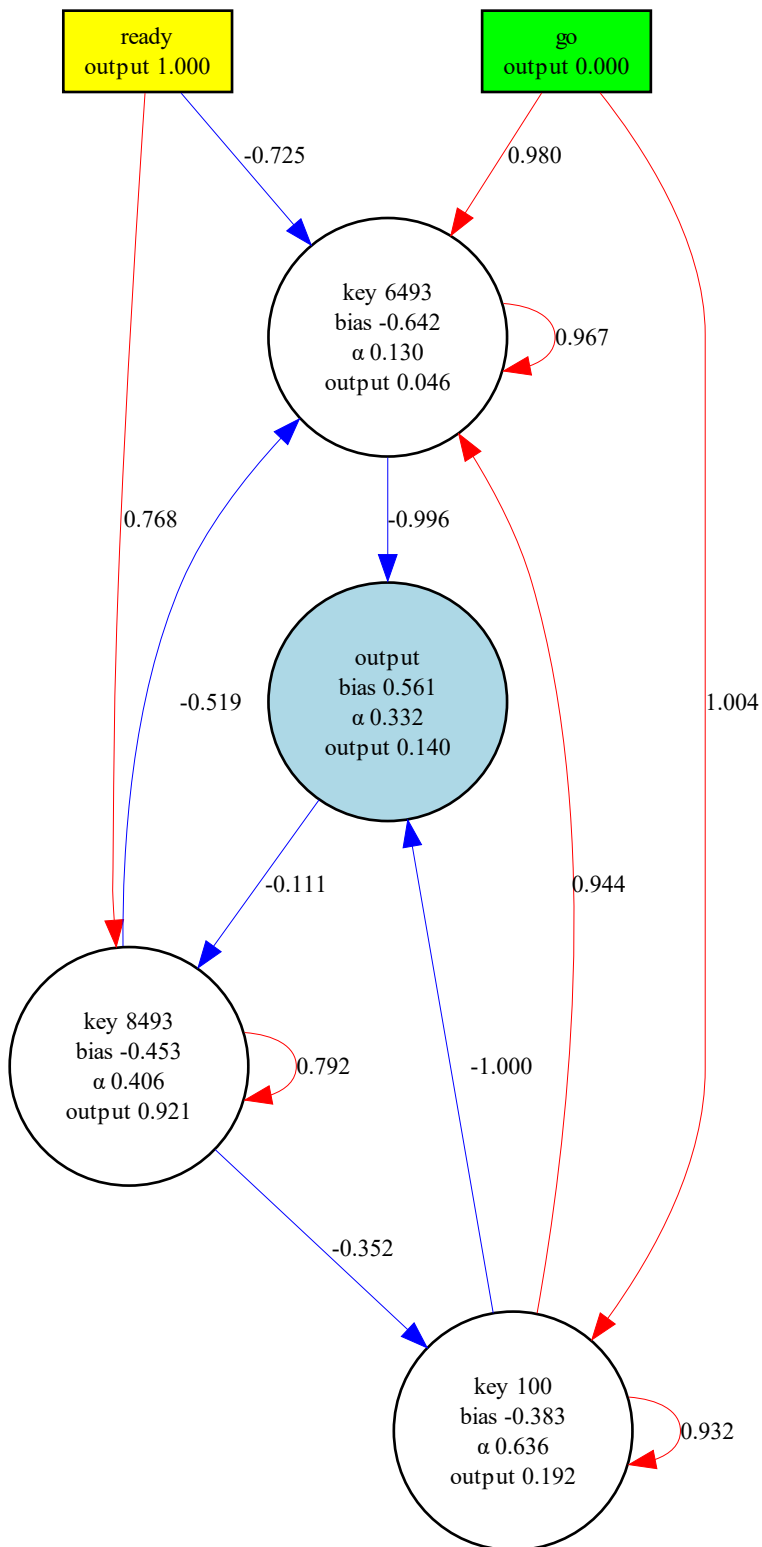 ready
output 1.000
go
output 0.000
-0.725
0.980
key 6493
bias -0.642
α 0.130
output 0.046
0.967
0.768
-0.996
-0.519
output
bias 0.561
α 0.332
output 0.140
1.004
-0.111
0.944
key 8493
bias -0.453
α 0.406
output 0.921
0.792
-1.000
-0.352
key 100
bias -0.383
α 0.636
output 0.192
0.932